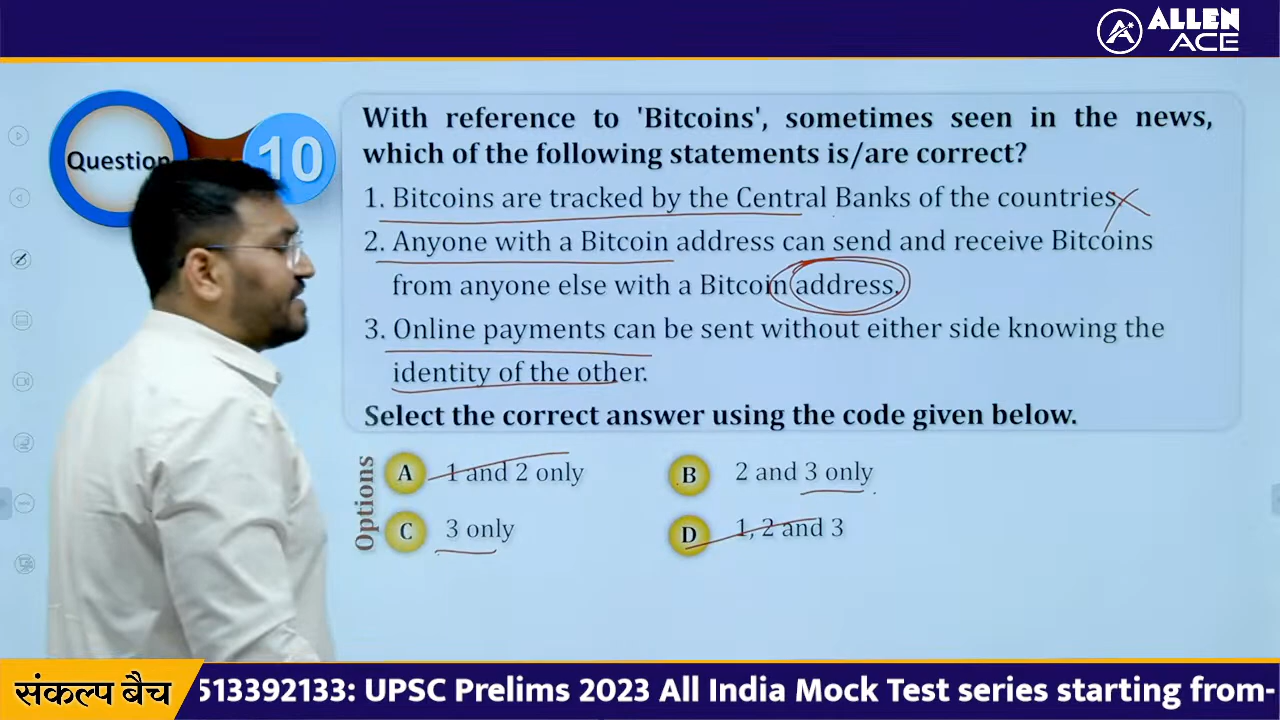 ALLEN
ACE
Question
10
With reference to 'Bitcoins', sometimes seen in the news,
which of the following statements is/are correct?
1. Bitcoins are tracked by the Central Banks of the countries
2. Anyone with a Bitcoin address can send and receive Bitcoins
from anyone else with a Bitcoin address.
3. Online payments can be sent without either side knowing the
identity of the other.
Select the correct answer using the code given below.
Options
A 1 and 2 only
B 2 and 3 only
C 3 only
D 1, 2 and 3
संकल्प बैच
513392133: UPSC Prelims 2023 All India Mock Test series starting from-